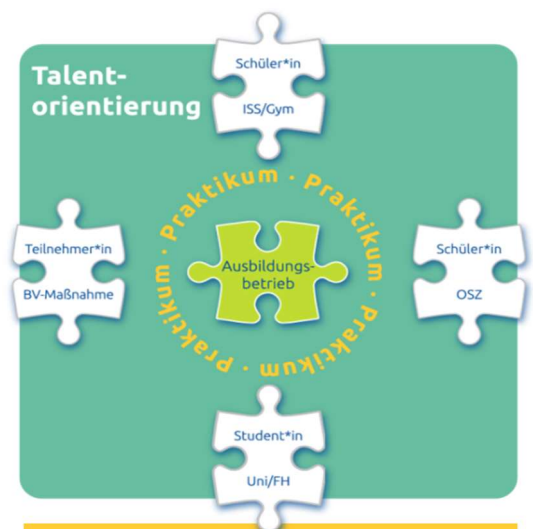 Talent-
orientierung
Schüler*in
ISS/Gym
Praktikum · Praktikum · Praktikum · Praktikum ·
Teilnehmer*in
BV-Maßnahme
Ausbildungs-
betrieb
Schüler*in
OSZ
Student*in
Uni/FH